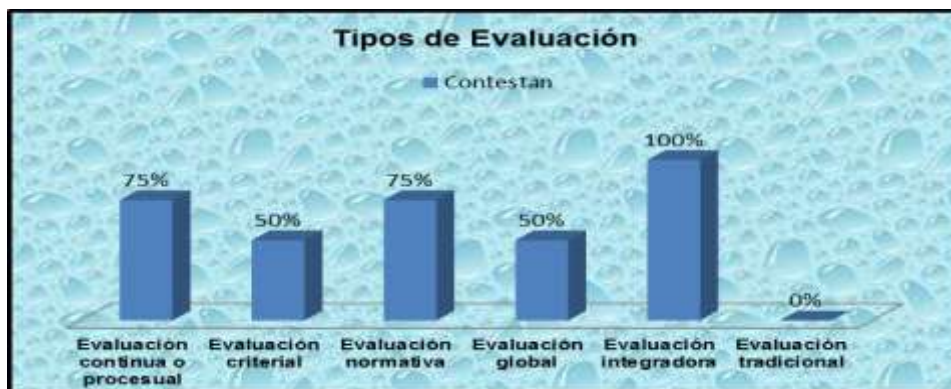 Tipos de Evaluación
Contestan
75%
50%
75%
50%
100%
0%
Evaluación continua o procesual
Evaluación criterial
Evaluación normativa
Evaluación global
Evaluación integradora
Evaluación tradicional